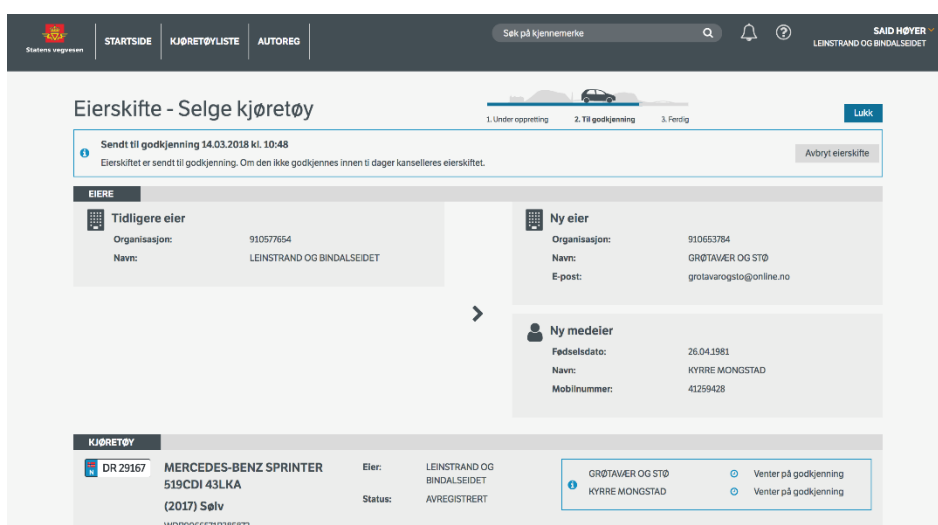 Statens vegvesen
STARTSIDE
KJØRETØYLISTE
AUTOREG
Søk på kjennemerke
SAID HØYER
LEINSTRAND OG BINDALSEIDET
Eierskifte - Selge kjøretøy
1. Under oppretting
2. Til godkjenning
3. Ferdig
Lukk
Sendt til godkjenning 14.03.2018 kl. 10:48
Eierskiftet er sendt til godkjenning. Om den ikke godkjennes innen ti dager kanselleres eierskiftet.
Avbryt eierskifte
EIERE
Tidligere eier
Organisasjon: 910577654
Navn: LEINSTRAND OG BINDALSEIDET
Ny eier
Organisasjon: 910653784
Navn: GRØTAVÆR OG STØ
E-post: grotavarogsto@online.no
Ny medeier
Fødselsdato: 26.04.1981
Navn: KYRRE MONGSTAD
Mobilnummer: 41259428
KJØRETØY
N DR 29167
MERCEDES-BENZ SPRINTER
519CDI 43LKA
(2017) Sølv
Eier: LEINSTRAND OG
BINDALSEIDET
Status: AVREGISTRERT
GRØTAVÆR OG STØ Venter på godkjenning
KYRRE MONGSTAD Venter på godkjenning